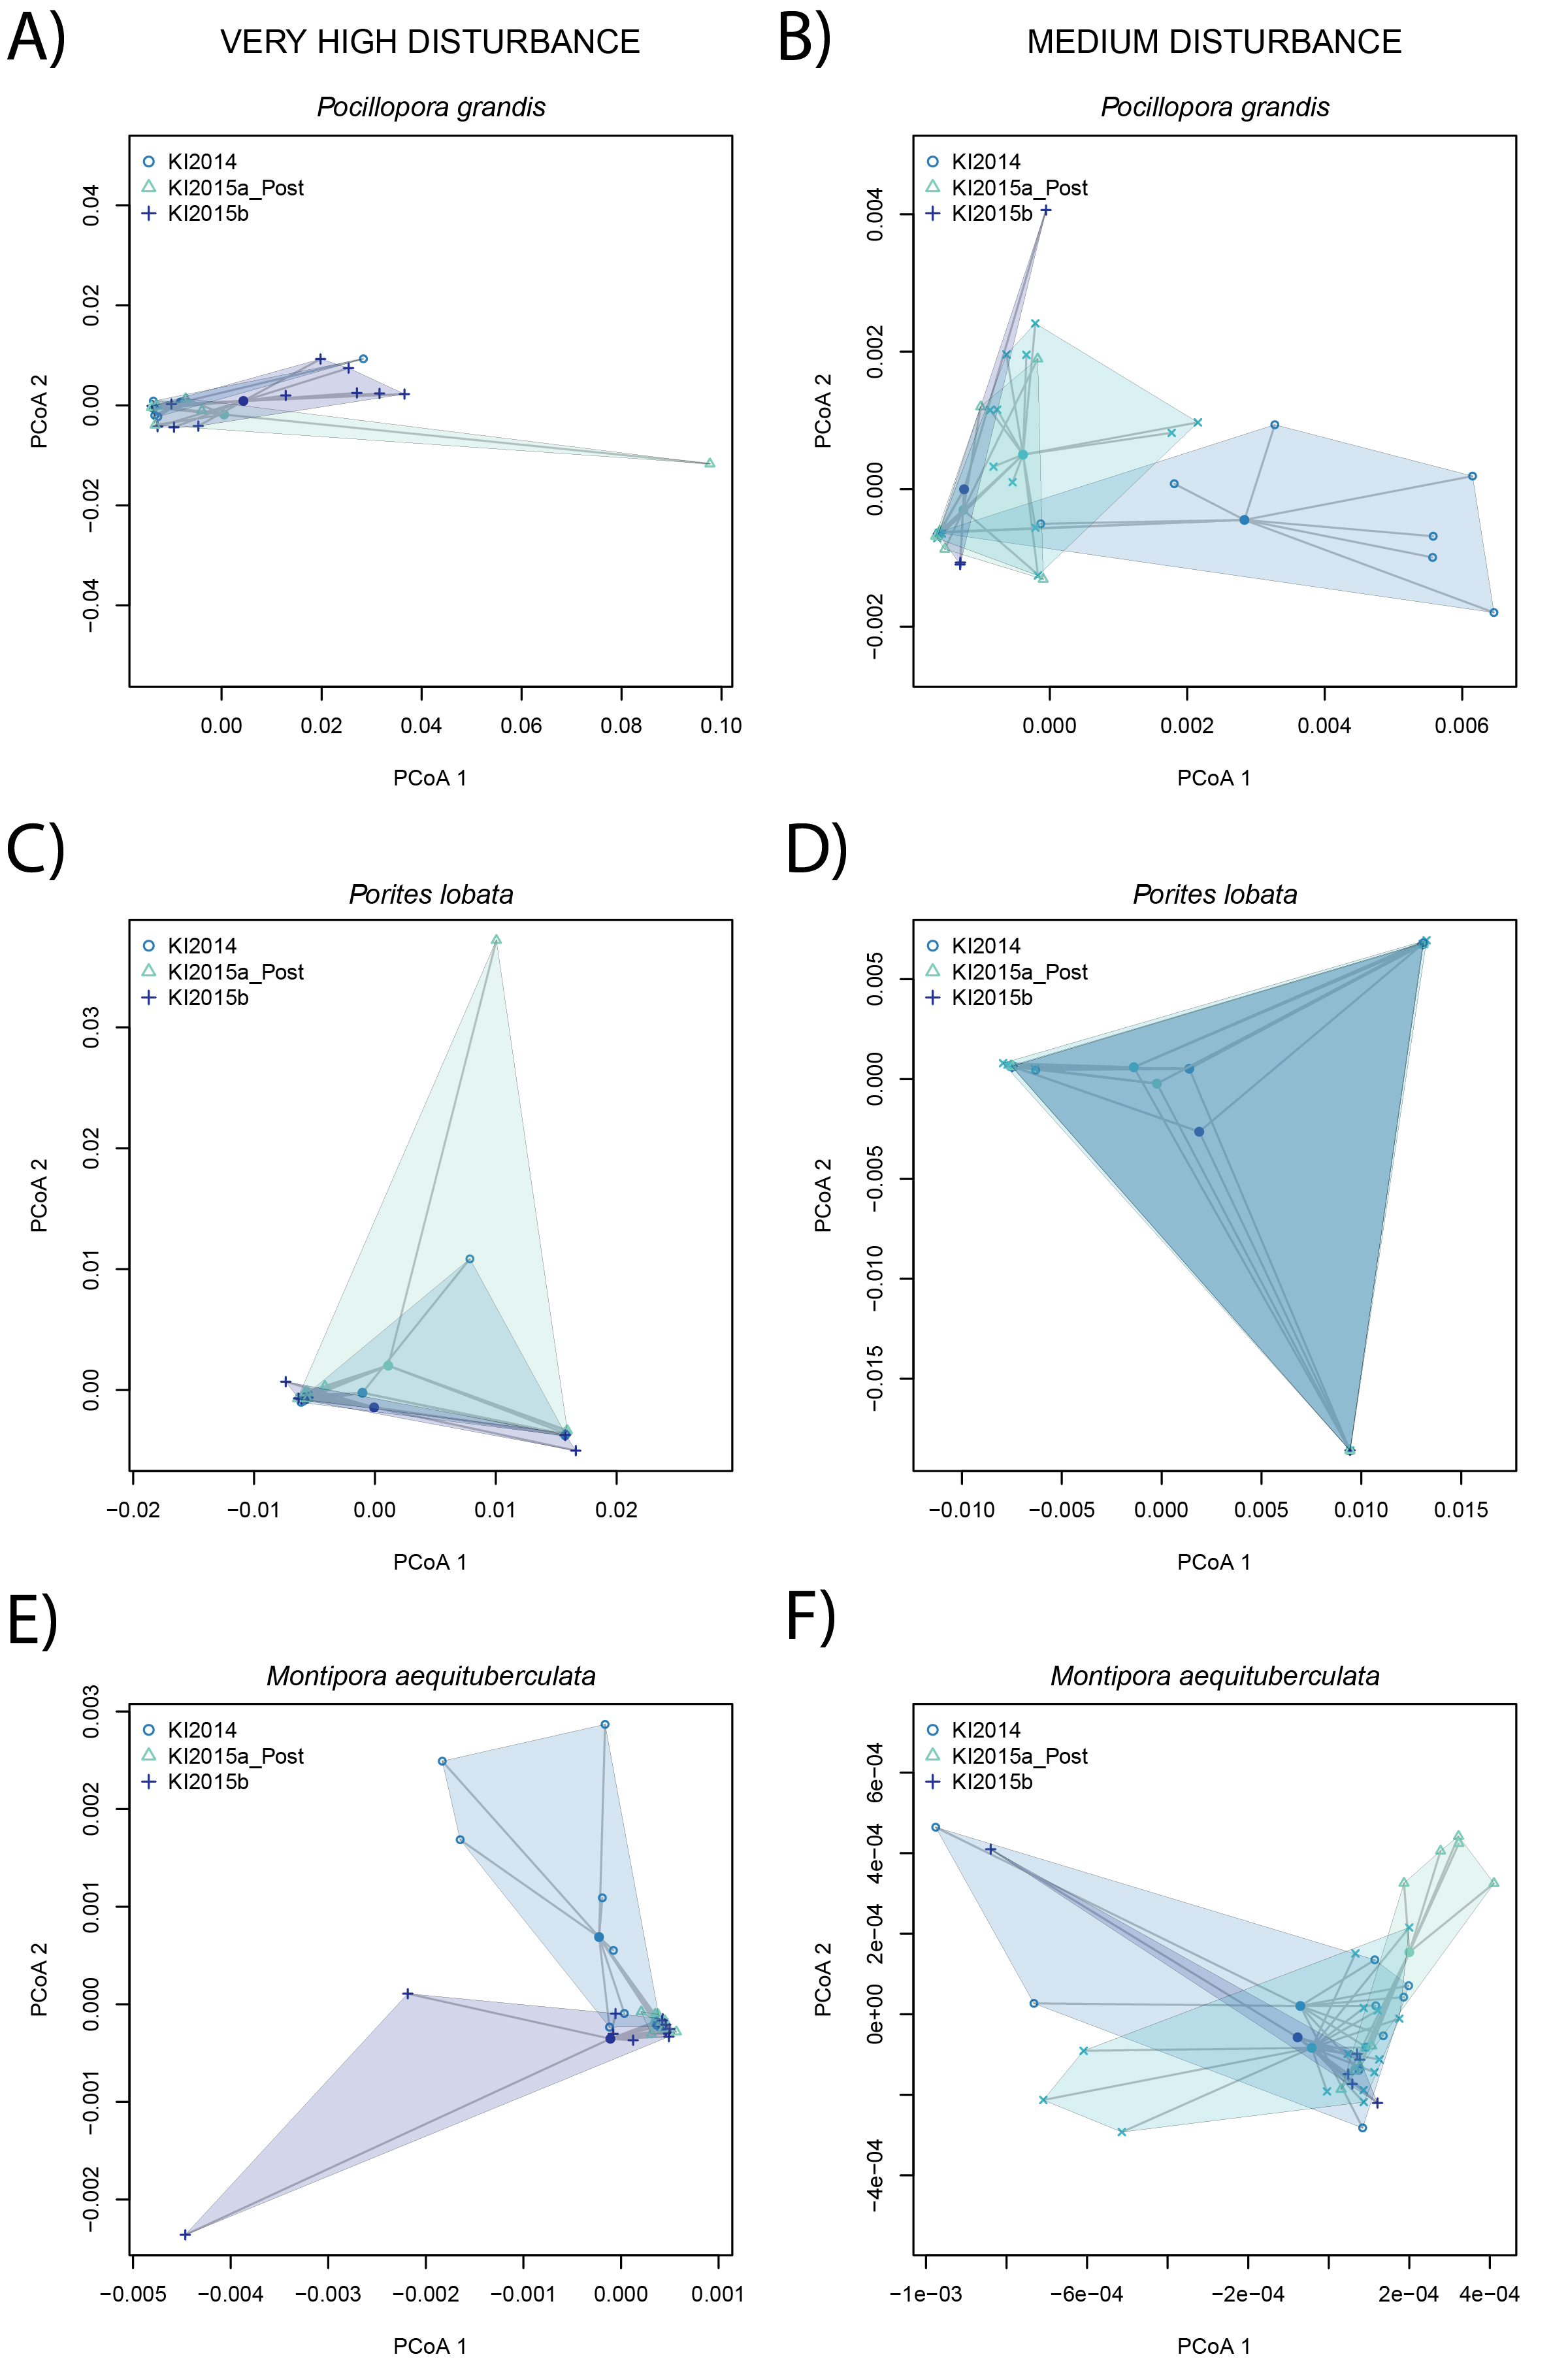 A) VERY HIGH DISTURBANCE
B) MEDIUM DISTURBANCE
Pocillopora grandis
KI2014
KI2015a_Post
KI2015b
0.04
0.02
0.00
−0.02
−0.04
PCoA 2
0.00 0.02 0.04 0.06 0.08 0.10
PCoA 1
Pocillopora grandis
KI2014
KI2015a_Post
KI2015b
0.004
0.002
0.000
−0.002
PCoA 2
0.000 0.002 0.004 0.006
PCoA 1
C)
Porites lobata
KI2014
KI2015a_Post
KI2015b
0.03
0.02
0.01
0.00
PCoA 2
−0.02 −0.01 0.00 0.01 0.02
PCoA 1
D)
Porites lobata
KI2014
KI2015a_Post
KI2015b
0.005
0.000
−0.005
−0.010
−0.015
PCoA 2
−0.010 −0.005 0.000 0.005 0.010 0.015
PCoA 1
E)
Montipora aequituberculata
KI2014
KI2015a_Post
KI2015b
0.003
0.002
0.001
0.000
−0.001
−0.002
PCoA 2
−0.005 −0.004 −0.003 −0.002 −0.001 0.000 0.001
PCoA 1
F)
Montipora aequituberculata
KI2014
KI2015a_Post
KI2015b
6e−04
4e−04
2e−04
0e+00
−4e−04
PCoA 2
−1e−03 −6e−04 −2e−04 2e−04 4e−04
PCoA 1